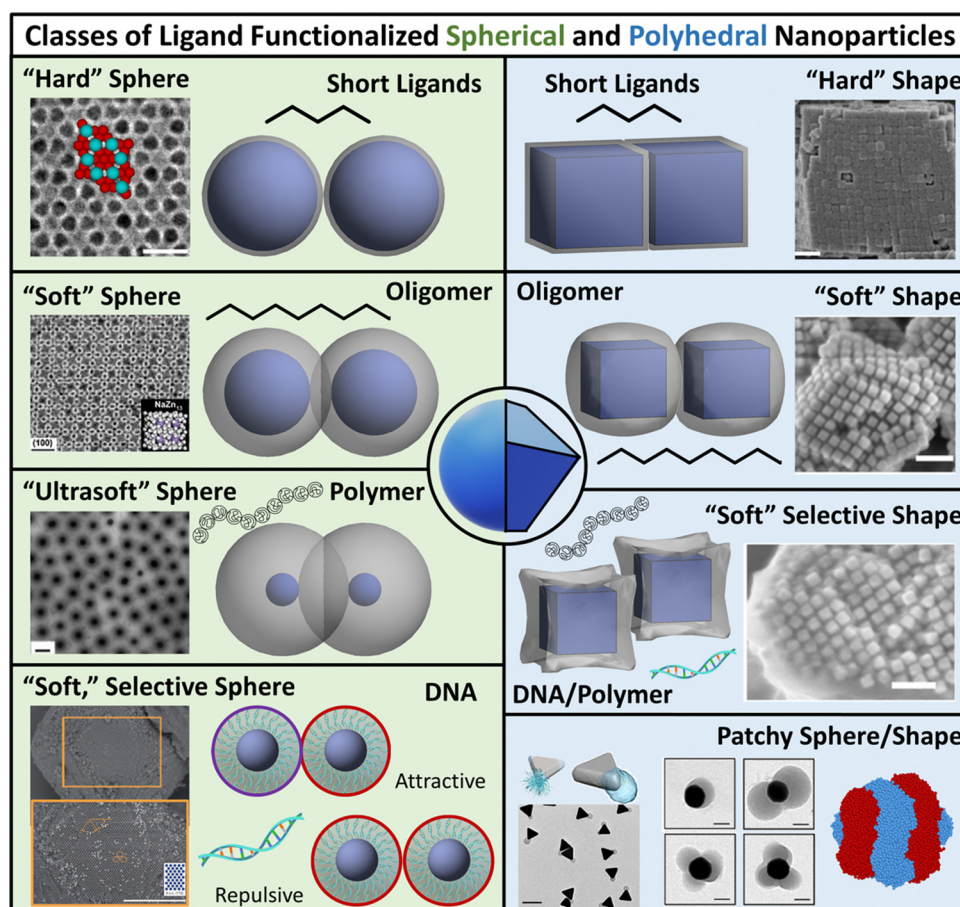 Classes of Ligand Functionalized Spherical and Polyhedral Nanoparticles
“Hard” Sphere
Short Ligands
Short Ligands
“Hard” Shape
“Soft” Sphere
Oligomer
NaZn13
(100)
Oligomer
“Soft” Shape
“Ultrasoft” Sphere
Polymer
“Soft” Selective Shape
DNA/Polymer
“Soft,” Selective Sphere
DNA
Attractive
Repulsive
Patchy Sphere/Shape